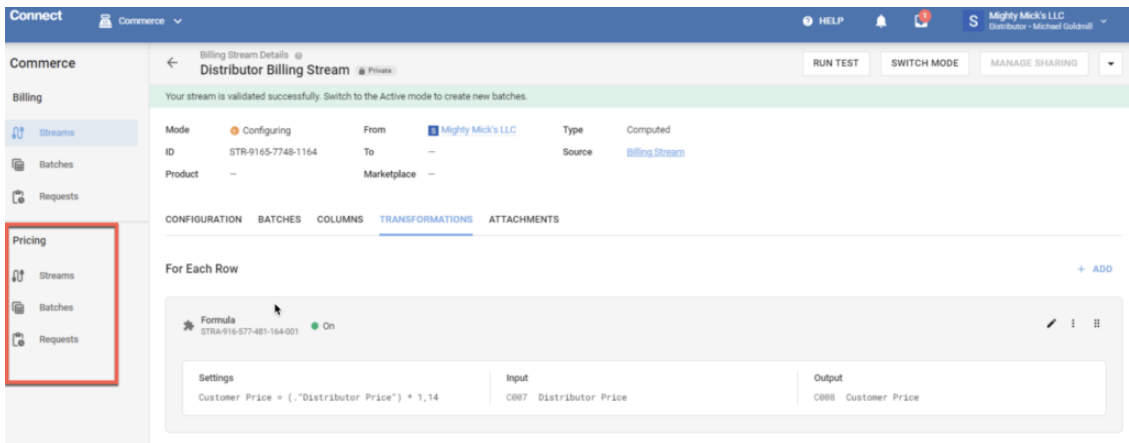 Connect
Commerce
HELP
1
S
Mighty Mick's LLC
Distributor • Michael Goldmill
Commerce
Billing
Streams
Batches
Requests
Pricing
Streams
Batches
Requests
Billing Stream Details
Distributor Billing Stream Private
RUN TEST
SWITCH MODE
MANAGE SHARING
Your stream is validated successfully. Switch to the Active mode to create new batches.
Mode Configuring From S Mighty Mick's LLC Type Computed
ID STR-9165-7748-1164 To — Source Billing Stream
Product — Marketplace —
CONFIGURATION BATCHES COLUMNS TRANSFORMATIONS ATTACHMENTS
For Each Row + ADD
Formula
STRA-916-577-481-164-001 On
Settings Input Output
Customer Price = (."Distributor Price") * 1,14 C007 Distributor Price C008 Customer Price